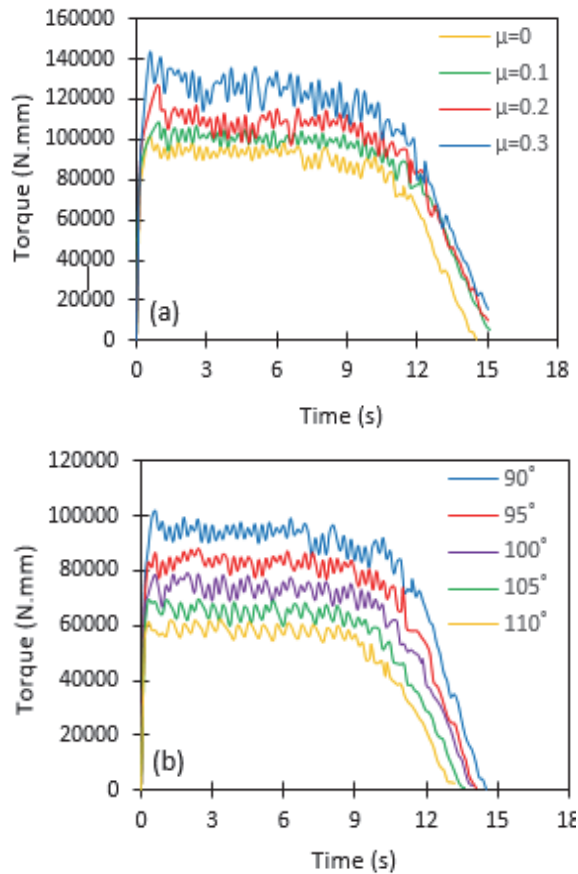 160000
140000
120000
100000
80000
60000
40000
20000
0
Torque (N.mm)
μ=0
μ=0.1
μ=0.2
μ=0.3
(a)
0 3 6 9 12 15 18
Time (s)
120000
100000
80000
60000
40000
20000
0
Torque (N.mm)
90°
95°
100°
105°
110°
(b)
0 3 6 9 12 15 18
Time (s)